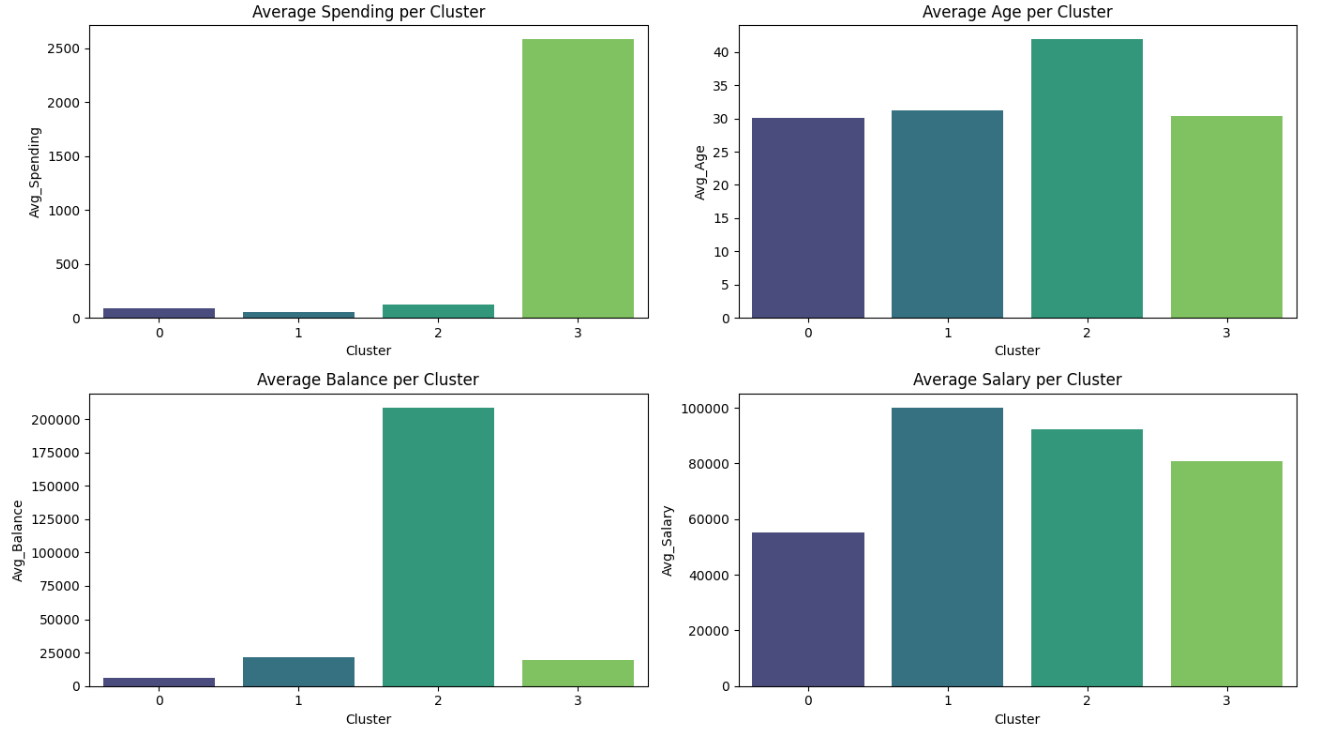 Average Spending per Cluster
Avg_Spending
2500
2000
1500
1000
500
0
0 1 2 3
Cluster
Average Age per Cluster
Avg_Age
40
35
30
25
20
15
10
5
0
0 1 2 3
Cluster
Average Balance per Cluster
Avg_Balance
200000
175000
150000
125000
100000
75000
50000
25000
0
0 1 2 3
Cluster
Average Salary per Cluster
Avg_Salary
100000
80000
60000
40000
20000
0
0 1 2 3
Cluster